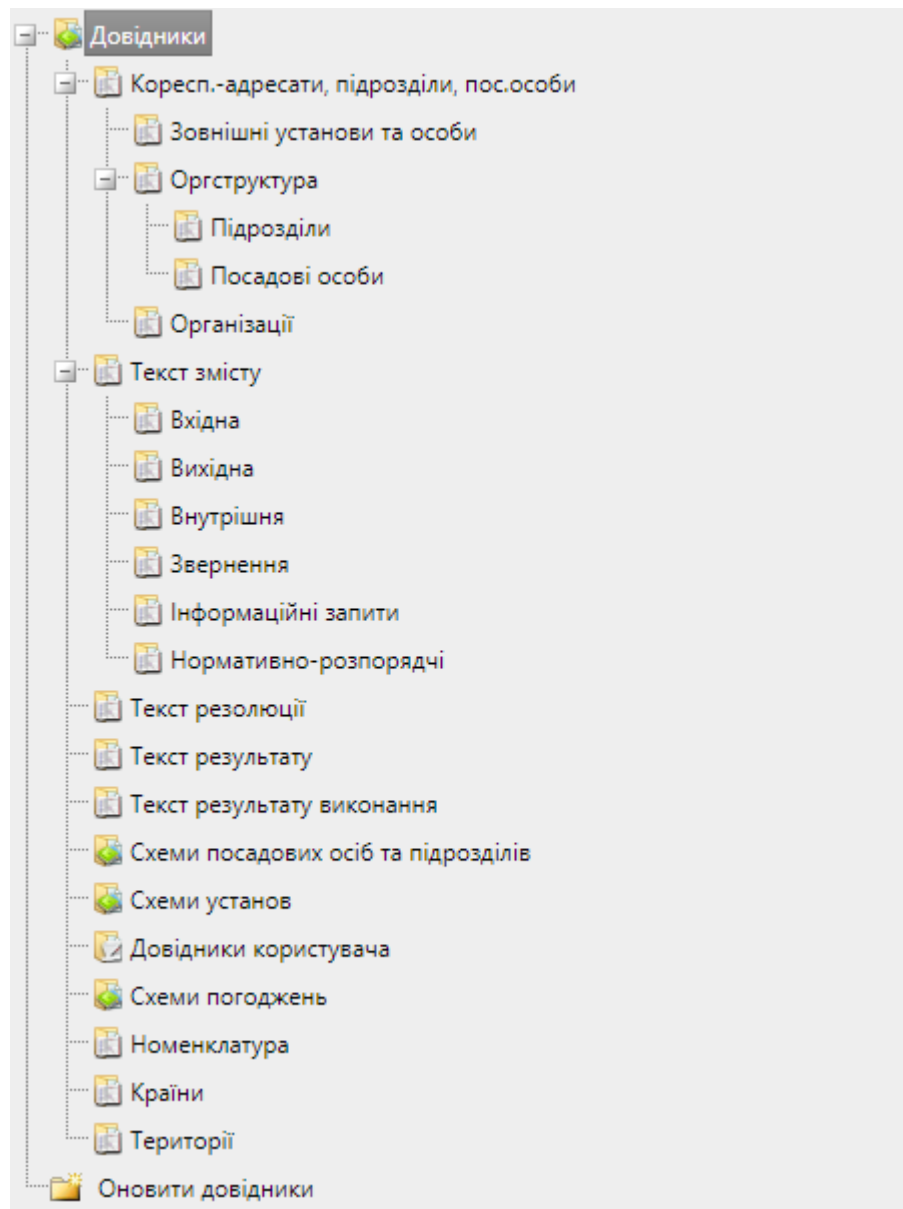 Довідники
Коресп.-адресати, підрозділи, пос.особи
Зовнішні установи та особи
Оргструктура
Підрозділи
Посадові особи
Організації
Текст змісту
Вхідна
Вихідна
Внутрішня
Звернення
Інформаційні запити
Нормативно-розпорядчі
Текст резолюції
Текст результату
Текст результату виконання
Схеми посадових осіб та підрозділів
Схеми установ
Довідники користувача
Схеми погоджень
Номенклатура
Країни
Території
Оновити довідники